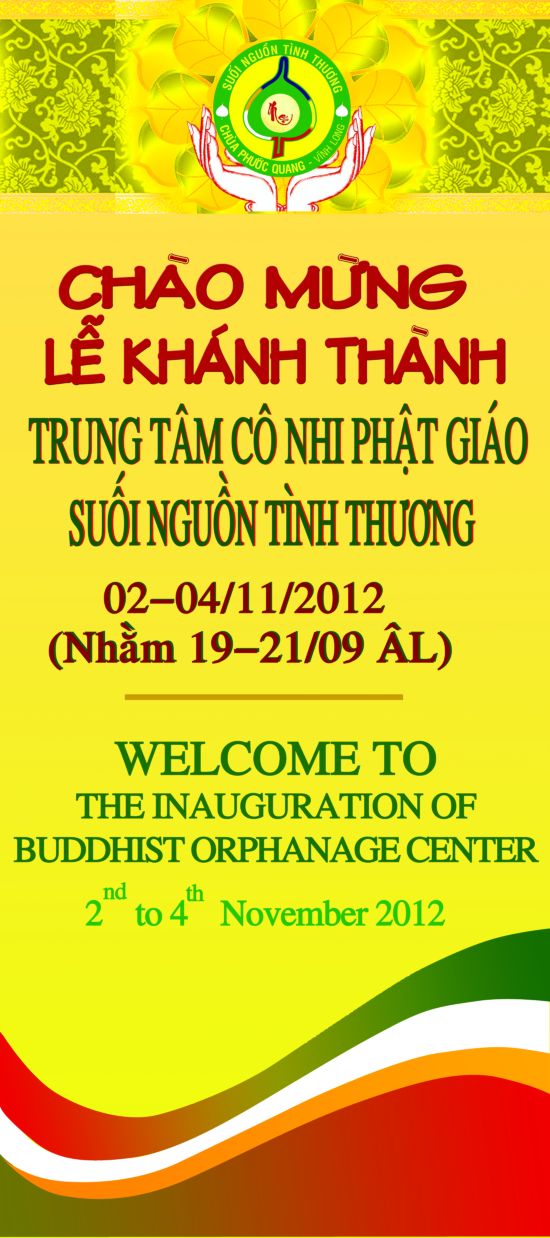 SUỐI NGUỒN TÌNH THƯƠNG
CHÙA PHƯỚC QUANG - VĨNH LONG
CHÀO MỪNG
LỄ KHÁNH THÀNH
TRUNG TÂM CÔ NHI PHẬT GIÁO
SUỐI NGUỒN TÌNH THƯƠNG
02-04/11/2012
(Nhằm 19-21/09 ÂL)
WELCOME TO
THE INAUGURATION OF
BUDDHIST ORPHANAGE CENTER
2nd to 4th November 2012